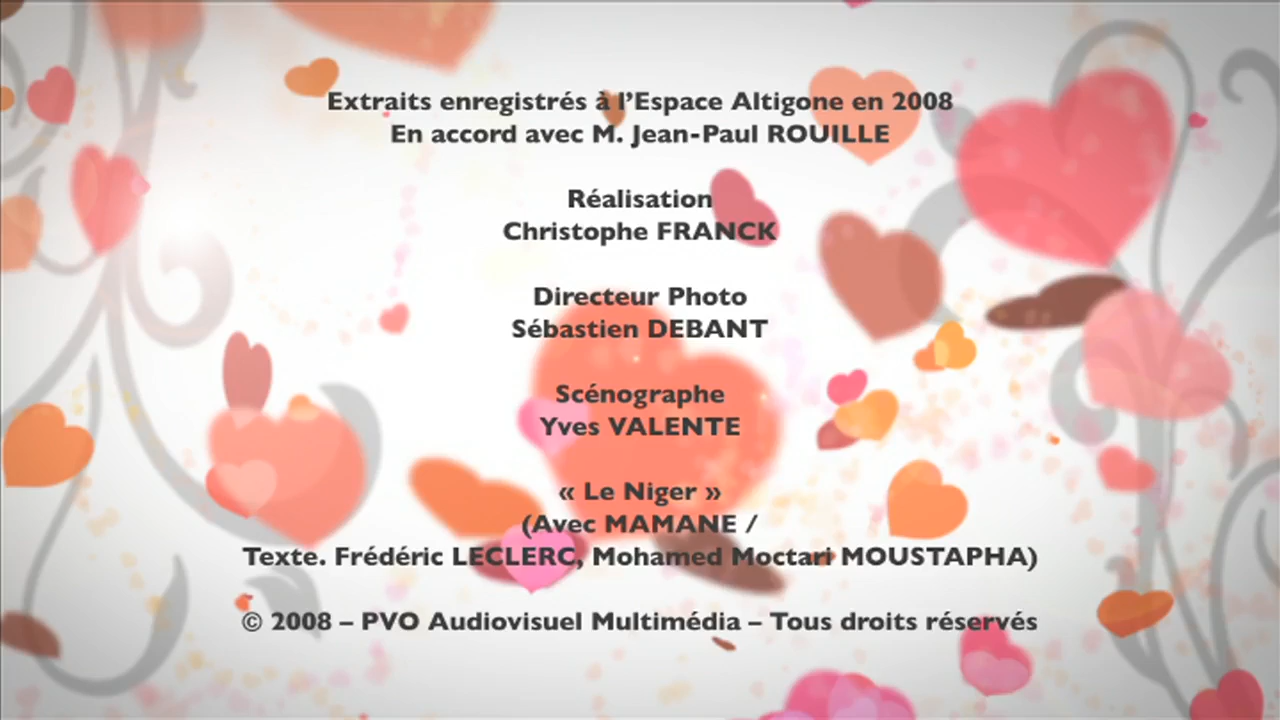 Extraits enregistrés à l'Espace Altigone en 2008
En accord avec M. Jean-Paul ROUILLE
Réalisation
Christophe FRANCK
Directeur Photo
Sébastien DEBANT
Scénographe
Yves VALENTE
« Le Niger »
(Avec MAMANE /
Texte. Frédéric LECLERC, Mohamed Moctari MOUSTAPHA)
© 2008 – PVO Audiovisuel Multimédia – Tous droits réservés